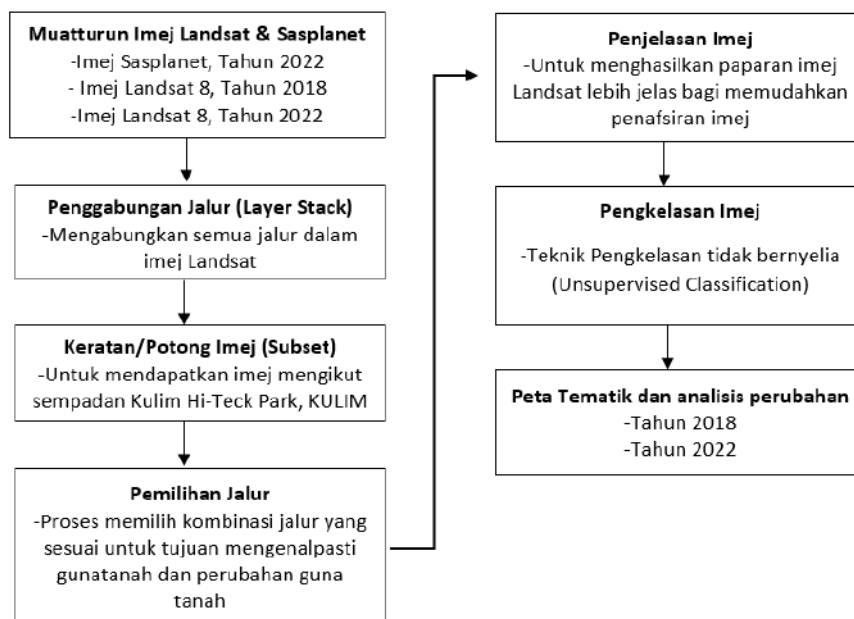 Muatturun Imej Landsat & Sasplanet
-Imej Sasplanet, Tahun 2022
- Imej Landsat 8, Tahun 2018
-Imej Landsat 8, Tahun 2022
Penggabungan Jalur (Layer Stack)
-Mengabungkan semua jalur dalam
imej Landsat
Keratan/Potong Imej (Subset)
-Untuk mendapatkan imej mengikut
sempadan Kulim Hi-Teck Park, KULIM
Pemilihan Jalur
-Proses memilih kombinasi jalur yang
sesuai untuk tujuan mengenalpasti
gunatanah dan perubahan guna
tanah
Penjelasan Imej
-Untuk menghasilkan paparan imej
Landsat lebih jelas bagi memudahkan
penafsiran imej
Pengkelasan Imej
-Teknik Pengkelasan tidak bernyelia
(Unsupervised Classification)
Peta Tematik dan analisis perubahan
-Tahun 2018
-Tahun 2022